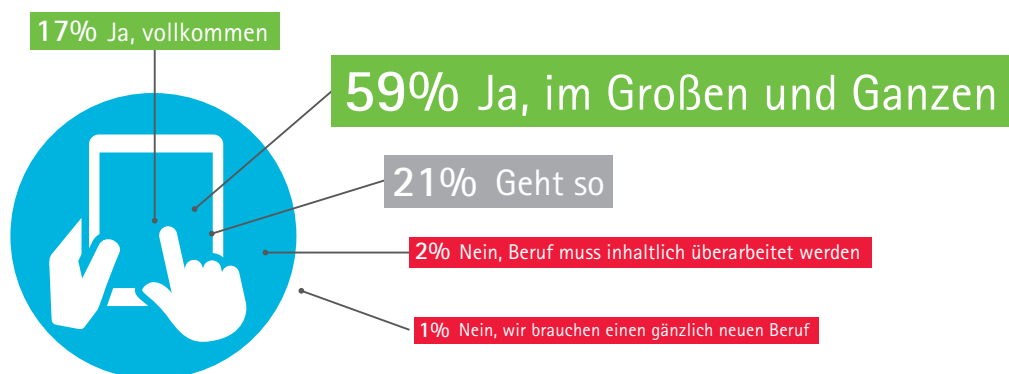 17% Ja, vollkommen
59% Ja, im Großen und Ganzen
21% Geht so
2% Nein, Beruf muss inhaltlich überarbeitet werden
1% Nein, wir brauchen einen gänzlich neuen Beruf